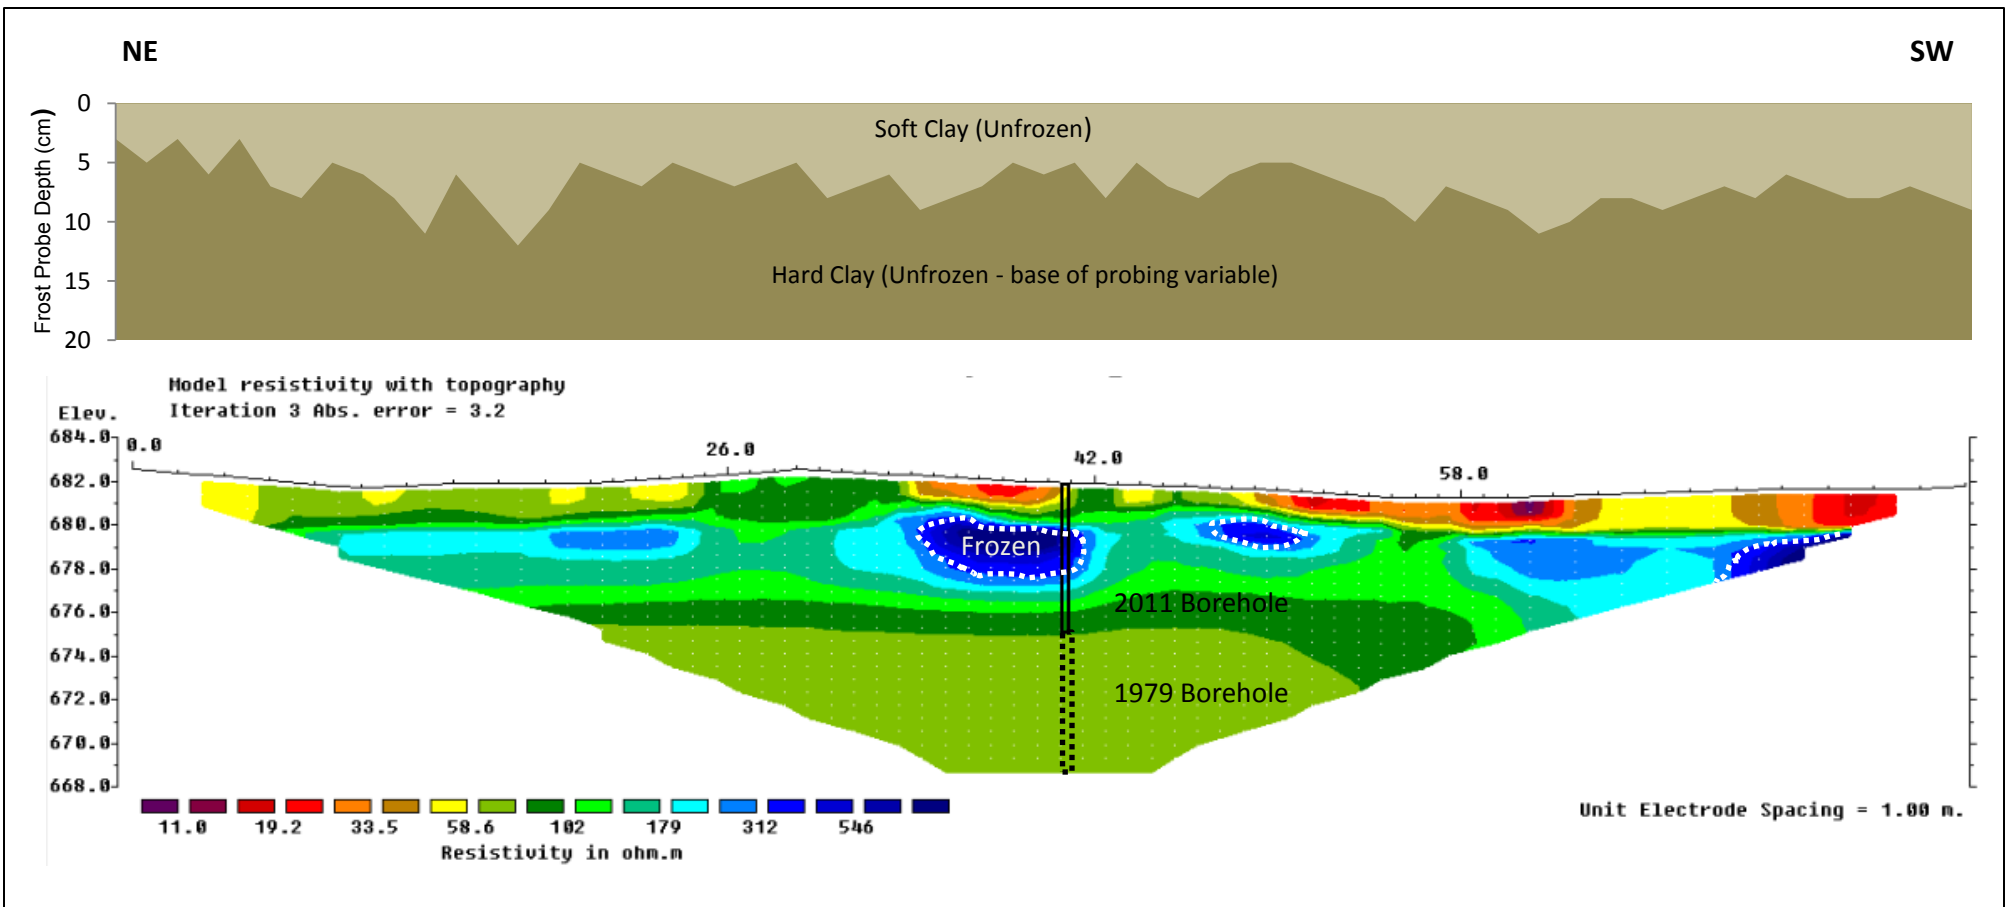 NE
SW
Frost Probe Depth (cm)
0
5
10
15
20
Soft Clay (Unfrozen)
Hard Clay (Unfrozen - base of probing variable)
Model resistivity with topography
Iteration 3 Abs. error = 3.2
Elev.
684.0
682.0
680.0
678.0
676.0
674.0
672.0
670.0
668.0
0.0
26.0
42.0
58.0
Frozen
2011 Borehole
1979 Borehole
11.0 19.2 33.5 58.6 102 179 312 546
Resistivity in ohm.m
Unit Electrode Spacing = 1.00 m.